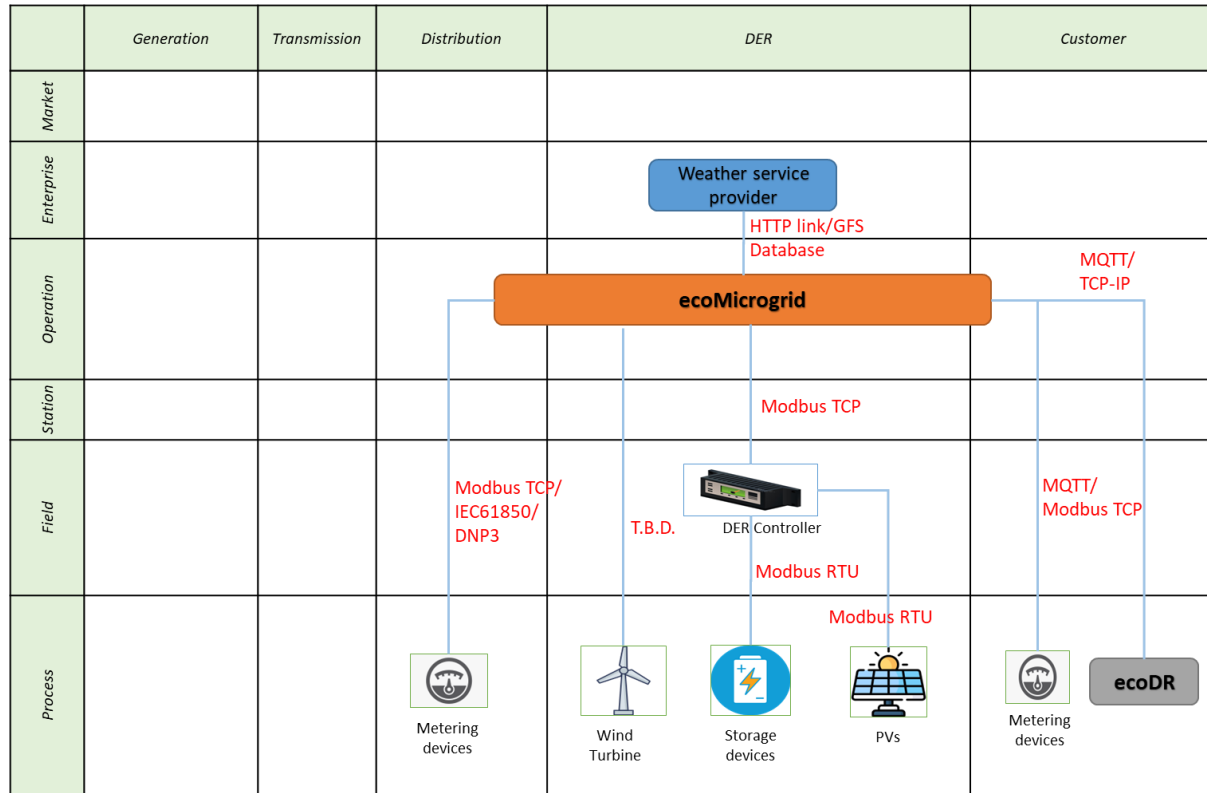 Generation
Transmission
Distribution
DER
Customer
Market
Enterprise
Weather service
provider
HTTP link/GFS
Database
Operation
ecoMicrogrid
MQTT/
TCP-IP
Station
Modbus TCP
Field
Modbus TCP/
IEC61850/
DNP3
T.B.D.
DER Controller
Modbus RTU
MQTT/
Modbus TCP
Process
Modbus RTU
Metering
devices
Wind
Turbine
Storage
devices
PVs
Metering
devices
ecoDR